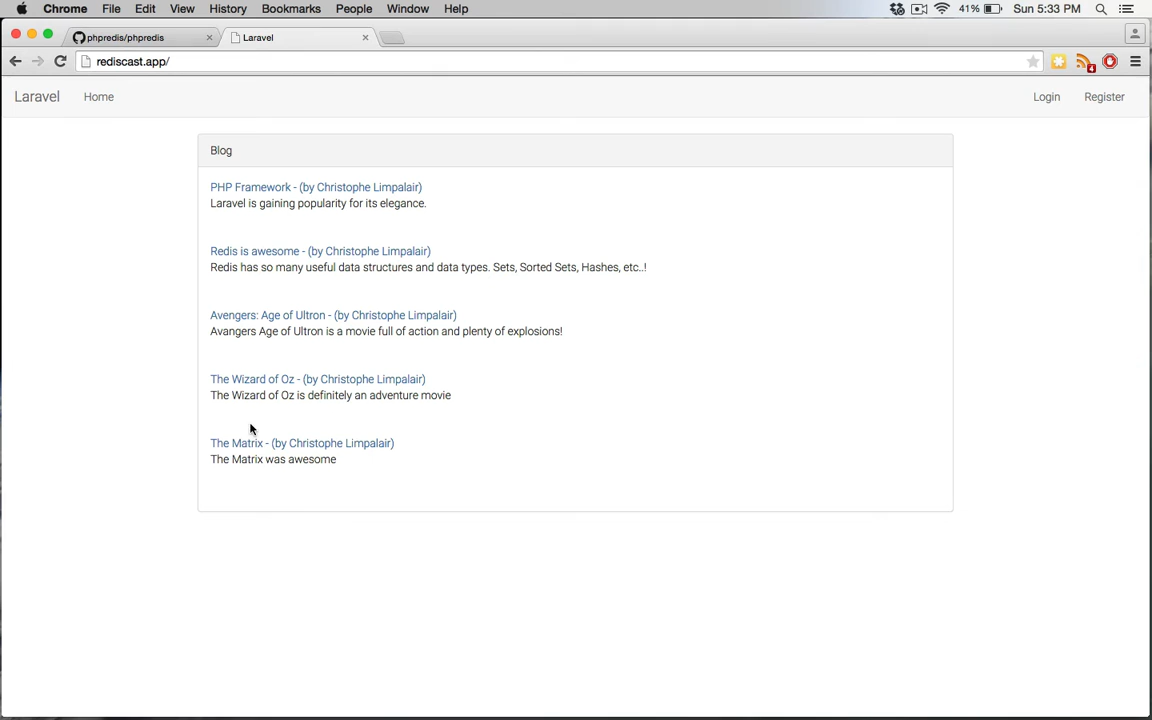 Chrome File Edit View History Bookmarks People Window Help 41% Sun 5:33 PM
phpredis/phpredis Laravel
rediscast.app/ 4
Laravel Home Login Register
Blog
PHP Framework - (by Christophe Limpalair)
Laravel is gaining popularity for its elegance.
Redis is awesome - (by Christophe Limpalair)
Redis has so many useful data structures and data types. Sets, Sorted Sets, Hashes, etc..!
Avengers: Age of Ultron - (by Christophe Limpalair)
Avangers Age of Ultron is a movie full of action and plenty of explosions!
The Wizard of Oz - (by Christophe Limpalair)
The Wizard of Oz is definitely an adventure movie
The Matrix - (by Christophe Limpalair)
The Matrix was awesome